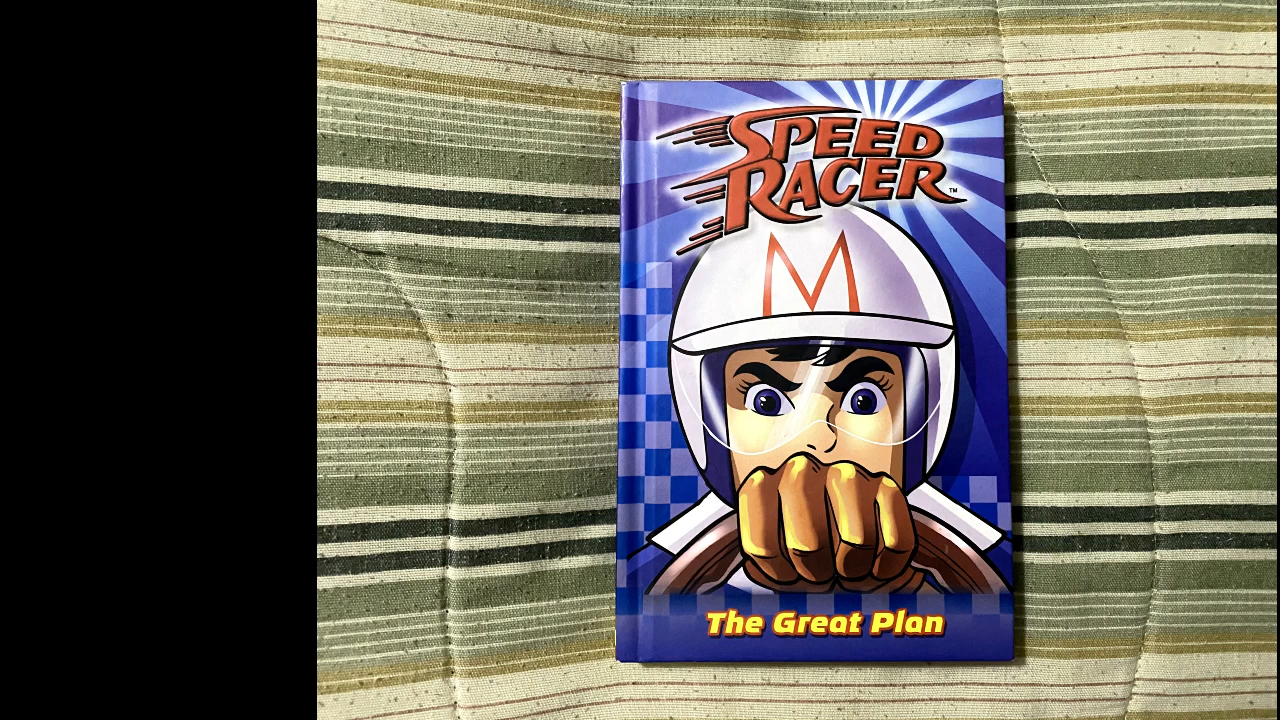 SPEED
RACER™
M
The Great Plan